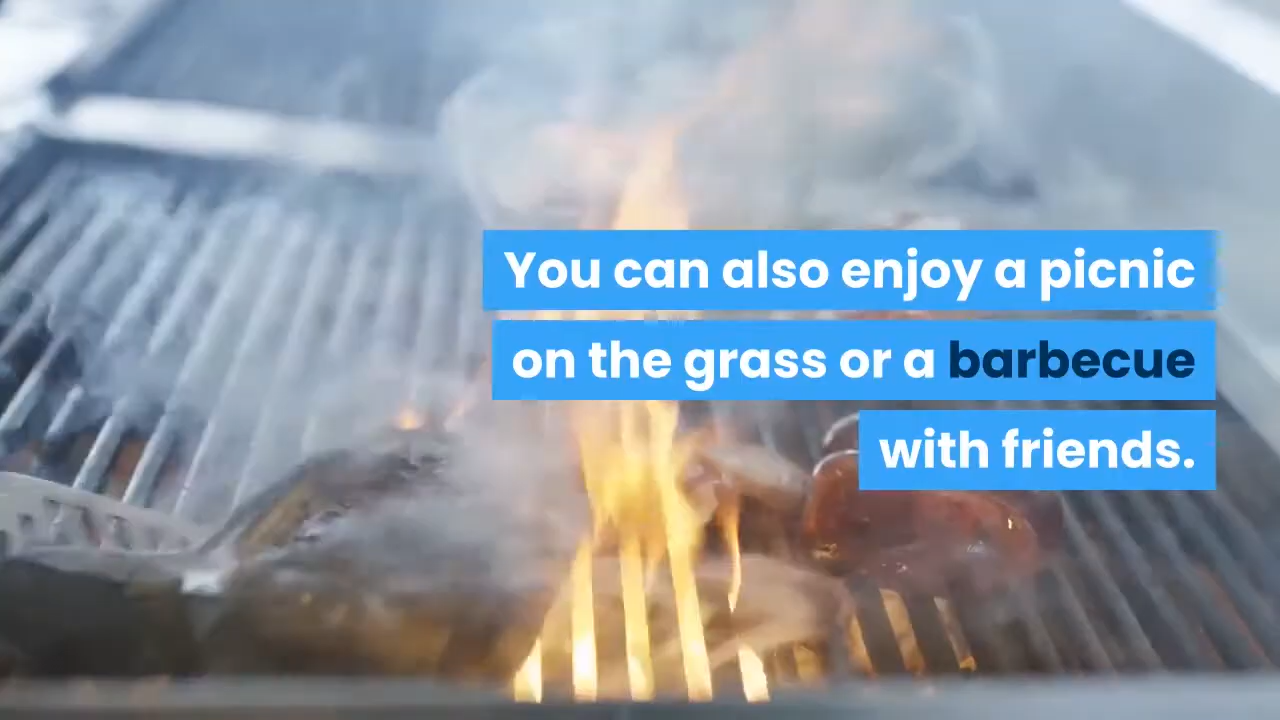 You can also enjoy a picnic
on the grass or a barbecue
with friends.